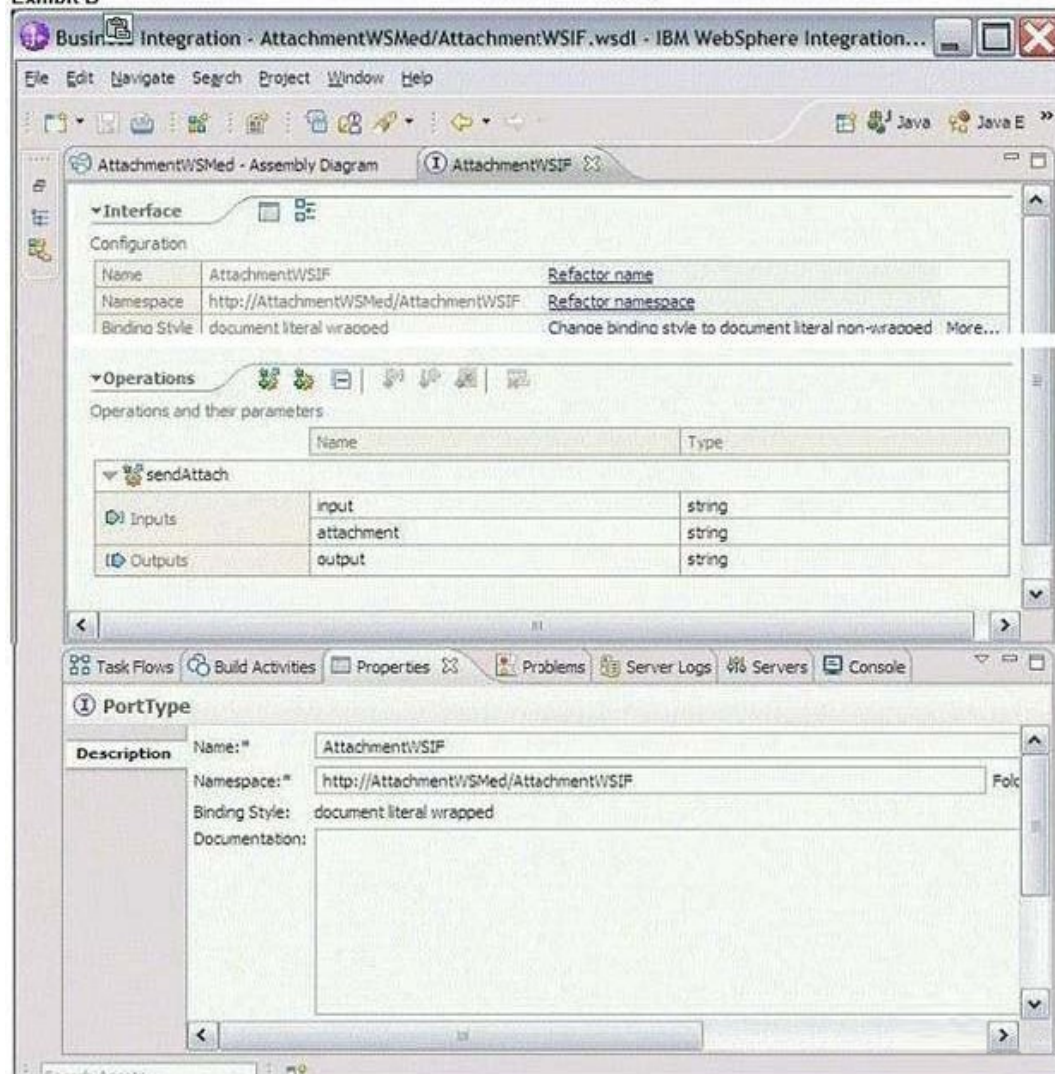 Busin Integration - AttachmentWSMed/AttachmentWSIF.wsdl - IBM WebSphere Integration...
File Edit Navigate Search Project Window Help
Java Java E »
AttachmentWSMed - Assembly Diagram AttachmentWSIF
Interface
Configuration
Name AttachmentWSIF Refactor name
Namespace http://AttachmentWSMed/AttachmentWSIF Refactor namespace
Binding Style document literal wrapped Change binding style to document literal non-wrapped More...
Operations
Operations and their parameters
Name Type
sendAttach
Inputs input string
attachment string
Outputs output string
Task Flows Build Activities Properties Problems Server Logs Servers Console
PortType
Description
Name:* AttachmentWSIF
Namespace:* http://AttachmentWSMed/AttachmentWSIF Fold
Binding Style: document literal wrapped
Documentation: